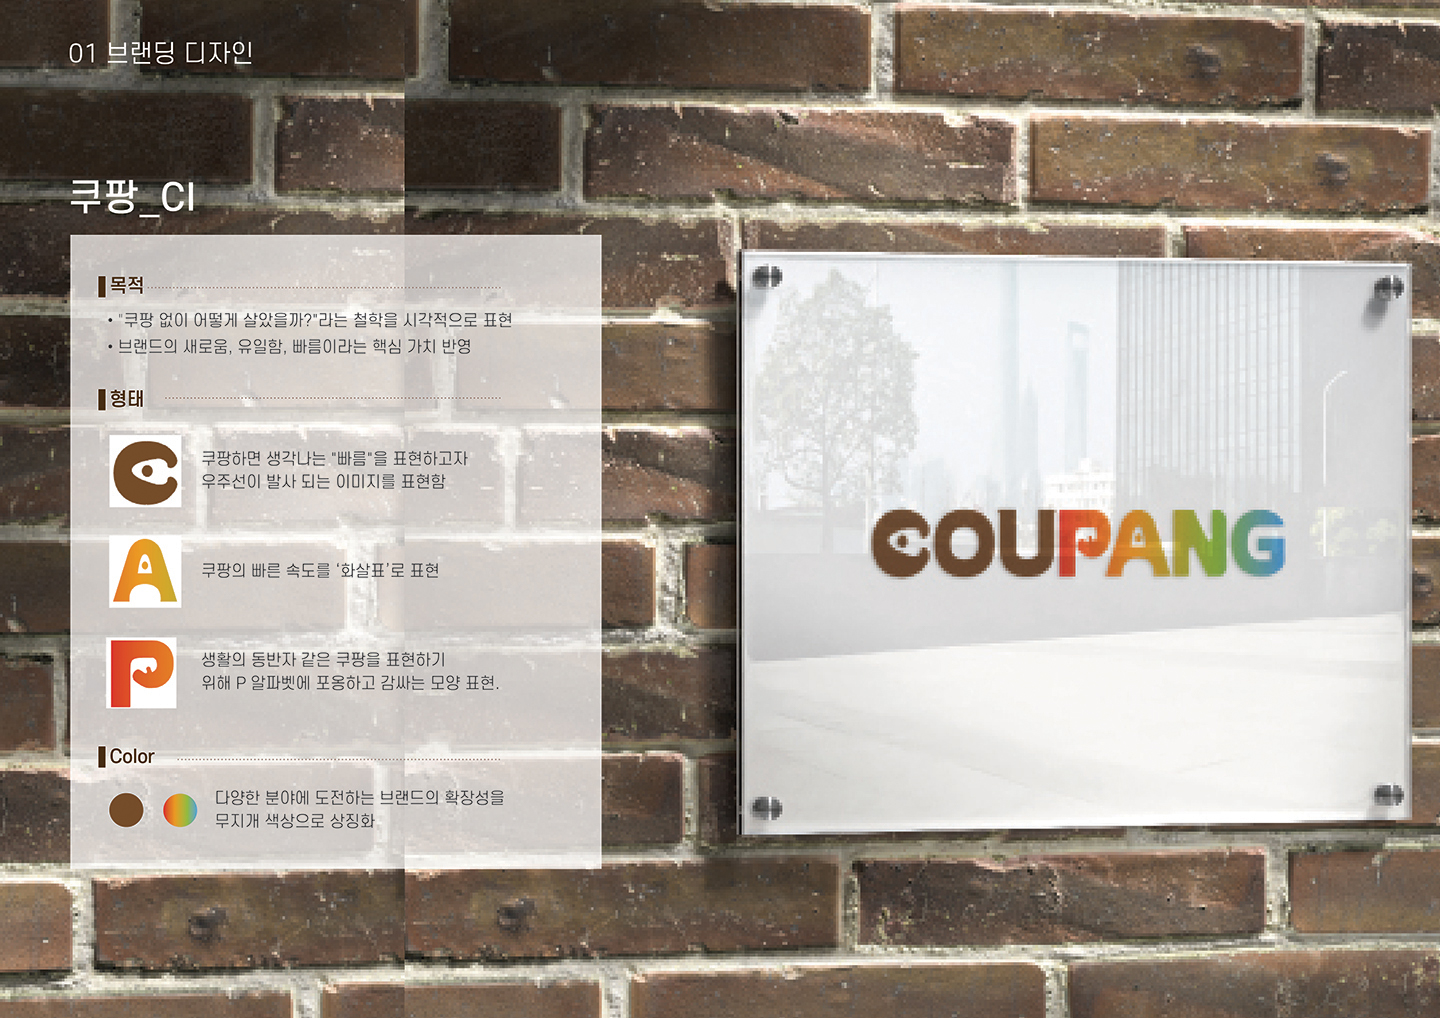 01 브랜딩 디자인
쿠팡_CI
목적
• "쿠팡 없이 어떻게 살았을까?"라는 철학을 시각적으로 표현
• 브랜드의 새로움, 유일함, 빠름이라는 핵심 가치 반영
형태
C
쿠팡하면 생각나는 "빠름"을 표현하고자
우주선이 발사 되는 이미지를 표현함
A
쿠팡의 빠른 속도를 '화살표'로 표현
P
생활의 동반자 같은 쿠팡을 표현하기
위해 P 알파벳에 포옹하고 감싸는 모양 표현.
Color
다양한 분야에 도전하는 브랜드의 확장성을
무지개 색상으로 상징화
COUPANG